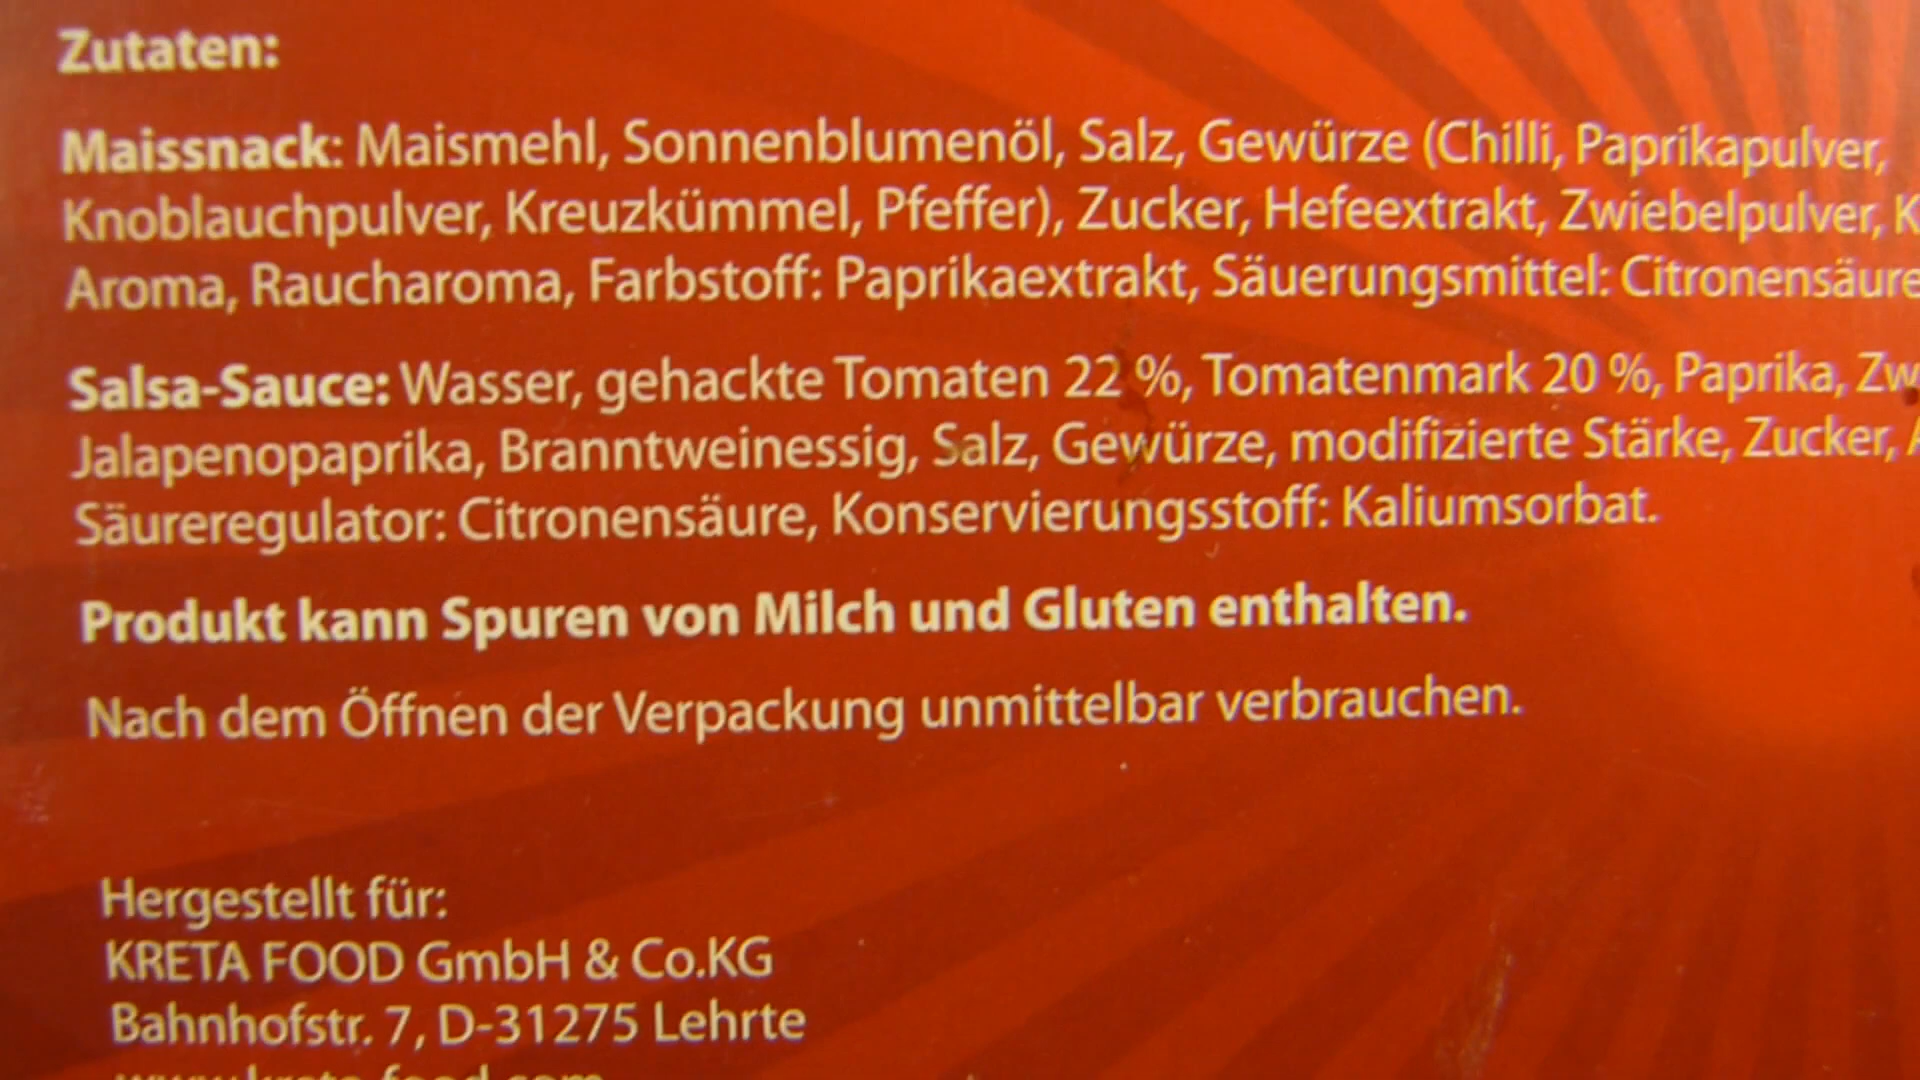 Zutaten:
Maissnack: Maismehl, Sonnenblumenöl, Salz, Gewürze (Chilli, Paprikapulver,
Knoblauchpulver, Kreuzkümmel, Pfeffer), Zucker, Hefeextrakt, Zwiebelpulver,
Aroma, Raucharoma, Farbstoff: Paprikaextrakt, Säuerungsmittel: Citronensäure
Salsa-Sauce: Wasser, gehackte Tomaten 22 %, Tomatenmark 20 %, Paprika,
Jalapenopaprika, Branntweinessig, Salz, Gewürze, modifizierte Stärke, Zucker,
Säureregulator: Citronensäure, Konservierungsstoff: Kaliumsorbat.
Produkt kann Spuren von Milch und Gluten enthalten.
Nach dem Öffnen der Verpackung unmittelbar verbrauchen.
Hergestellt für:
KRETA FOOD GmbH & Co.KG
Bahnhofstr. 7, D-31275 Lehrte